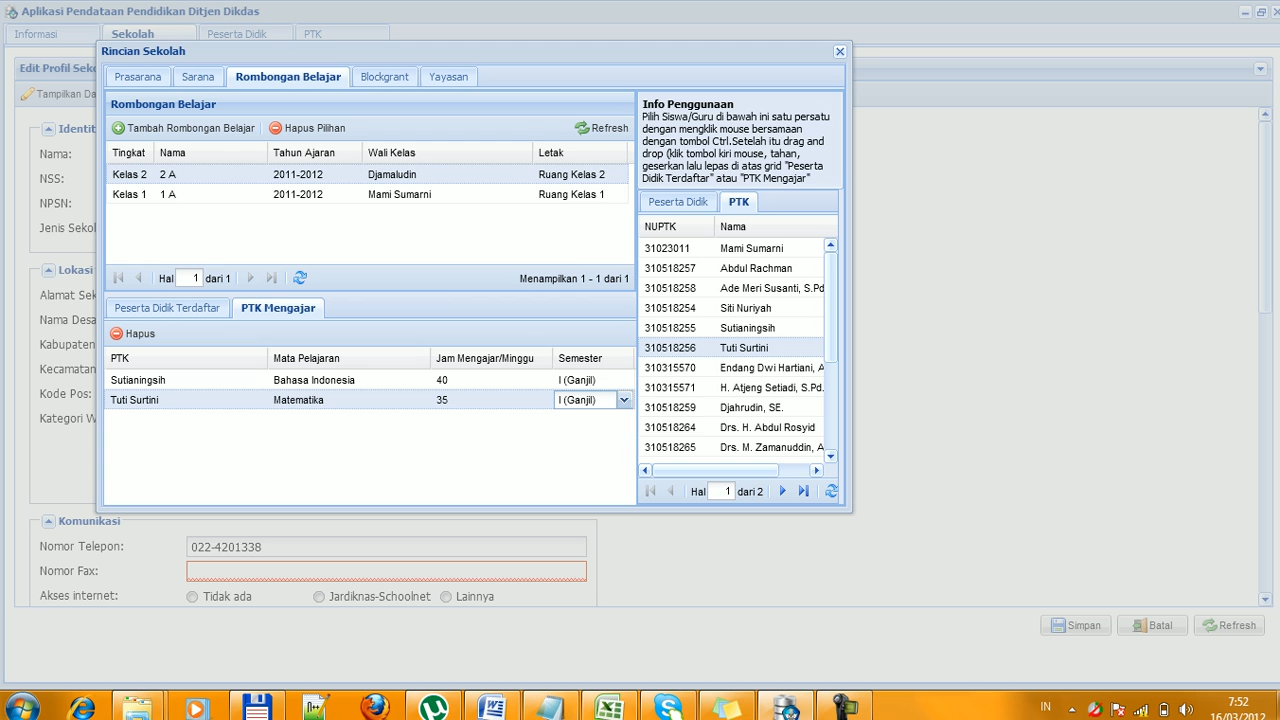 Aplikasi Pendataan Pendidikan Ditjen Dikdas
Informasi Sekolah Peserta Didik PTK
Rincian Sekolah
Edit Profil Seko
Tampilkan Da
Prasarana Sarana Rombongan Belajar Blockgrant Yayasan
Rombongan Belajar
Tambah Rombongan Belajar Hapus Pilihan Refresh
Tingkat Nama Tahun Ajaran Wali Kelas Letak
Kelas 2 2 A 2011-2012 Djamaludin Ruang Kelas 2
Kelas 1 1 A 2011-2012 Mami Sumarni Ruang Kelas 1
Hal 1 dari 1 Menampilkan 1 - 1 dari 1
Peserta Didik Terdaftar PTK Mengajar
Hapus
PTK Mata Pelajaran Jam Mengajar/Minggu Semester
Sutianingsih Bahasa Indonesia 40 I (Ganjil)
Tuti Surtini Matematika 35 I (Ganjil)
Info Penggunaan
Pilih Siswa/Guru di bawah ini satu persatu
dengan mengklik mouse bersamaan
dengan tombol Ctrl.Setelah itu drag and
drop (klik tombol kiri mouse, tahan,
geserkan lalu lepas di atas grid "Peserta
Didik Terdaftar" atau "PTK Mengajar"
Peserta Didik PTK
NUPTK Nama
31023011 Mami Sumarni
310518257 Abdul Rachman
310518258 Ade Meri Susanti, S.Pd
310518254 Siti Nuriyah
310518255 Sutianingsih
310518256 Tuti Surtini
310315570 Endang Dwi Hartiani, A
310315571 H. Atjeng Setiadi, S.Pd.
310518259 Djahrudin, SE.
310518264 Drs. H. Abdul Rosyid
310518265 Drs. M. Zamanuddin, A
Hal 1 dari 2
Identit
Nama:
NSS:
NPSN:
Jenis Sekol
Lokasi
Alamat Sek
Nama Desa
Kabupaten
Kecamatan
Kode Pos:
Kategori W
Komunikasi
Nomor Telepon: 022-4201338
Nomor Fax:
Akses internet: Tidak ada Jardiknas-Schoolnet Lainnya
Simpan Batal Refresh
IN 7:52
16/03/2012